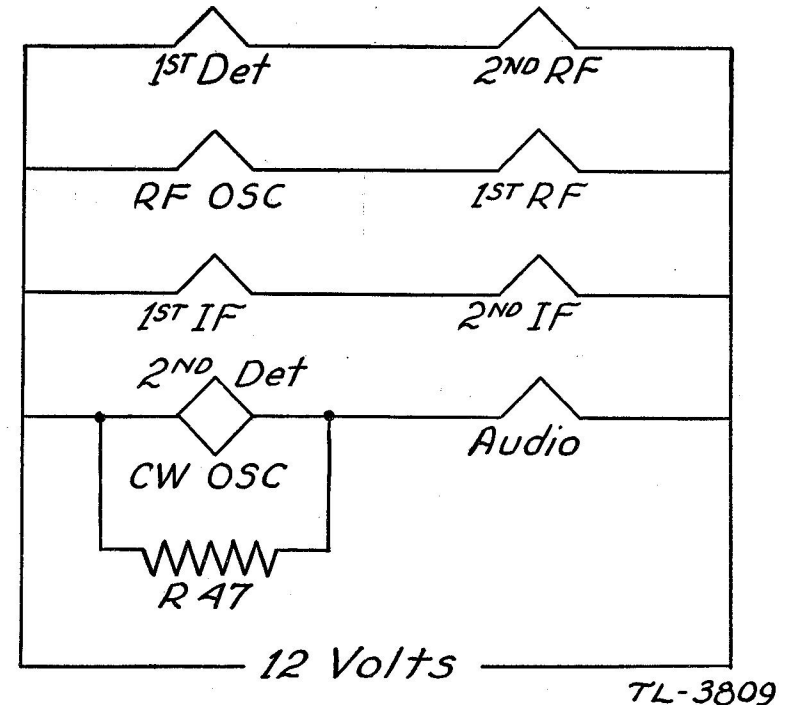 1ST Det 2ND RF
RF OSC 1ST RF
1ST IF 2ND IF
2ND Det
CW OSC Audio
R 47
12 Volts
TL-3809